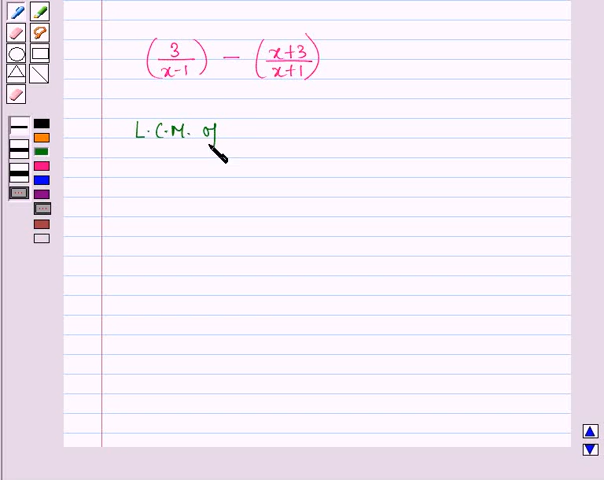 (3/(x-1)) - ((x+3)/(x+1))
L.C.M. of